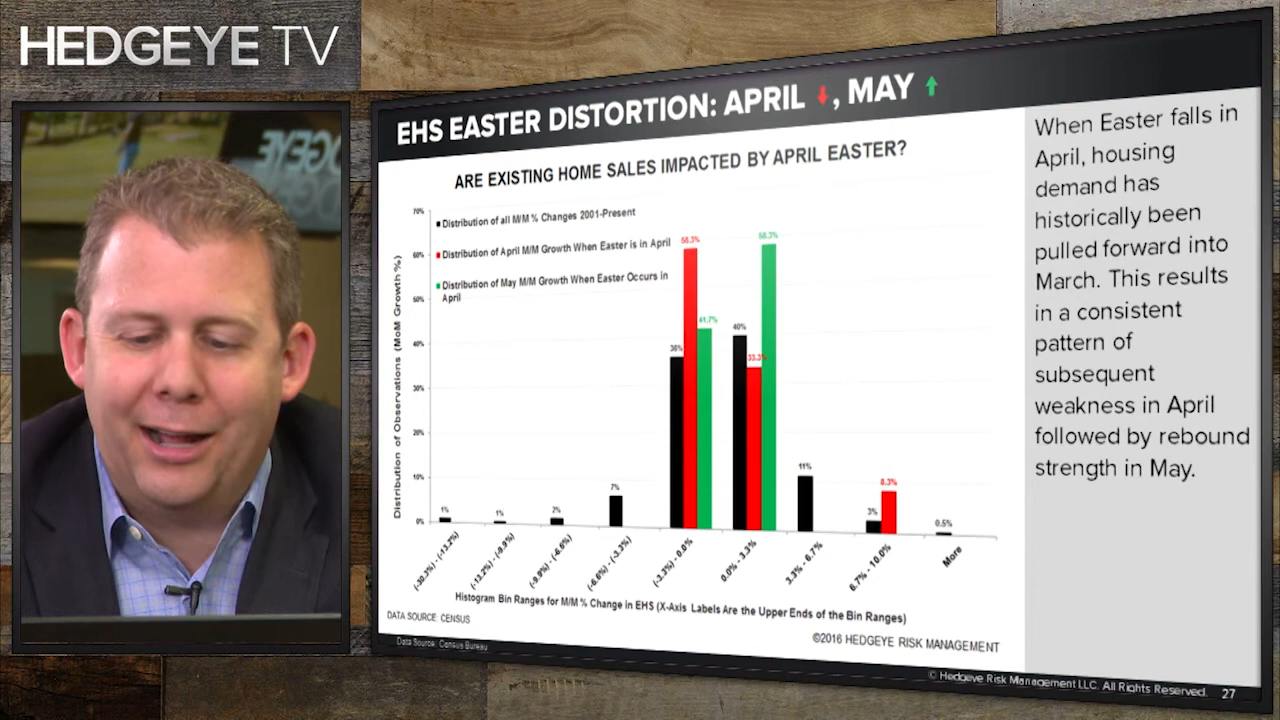 HEDGEYE TV
EHS EASTER DISTORTION: APRIL ↓, MAY ↑
ARE EXISTING HOME SALES IMPACTED BY APRIL EASTER?
Distribution of all M/M % Changes 2001-Present
Distribution of April M/M Growth When Easter is in April
Distribution of May M/M Growth When Easter Occurs in
April
Distribution of Observations (MoM Growth %)
70%
60%
50%
40%
30%
20%
10%
0%
1%
1%
2%
7%
38%
58.3%
41.7%
40%
33.3%
58.3%
11%
3%
8.3%
0.5%
(-30.3%) - (-13.2%)
(-13.2%) - (-9.9%)
(-9.9%) - (-6.6%)
(-6.6%) - (-3.3%)
(-3.3%) - 0.0%
0.0% - 3.3%
3.3% - 6.7%
6.7% - 10.0%
More
Histogram Bin Ranges for M/M % Change in EHS (X-Axis Labels Are the Upper Ends of the Bin Ranges)
DATA SOURCE: CENSUS
©2016 HEDGEYE RISK MANAGEMENT
Data Source: Census Bureau
When Easter falls in
April, housing
demand has
historically been
pulled forward into
March. This results
in a consistent
pattern of
subsequent
weakness in April
followed by rebound
strength in May.
© Hedgeye Risk Management LLC. All Rights Reserved. 27